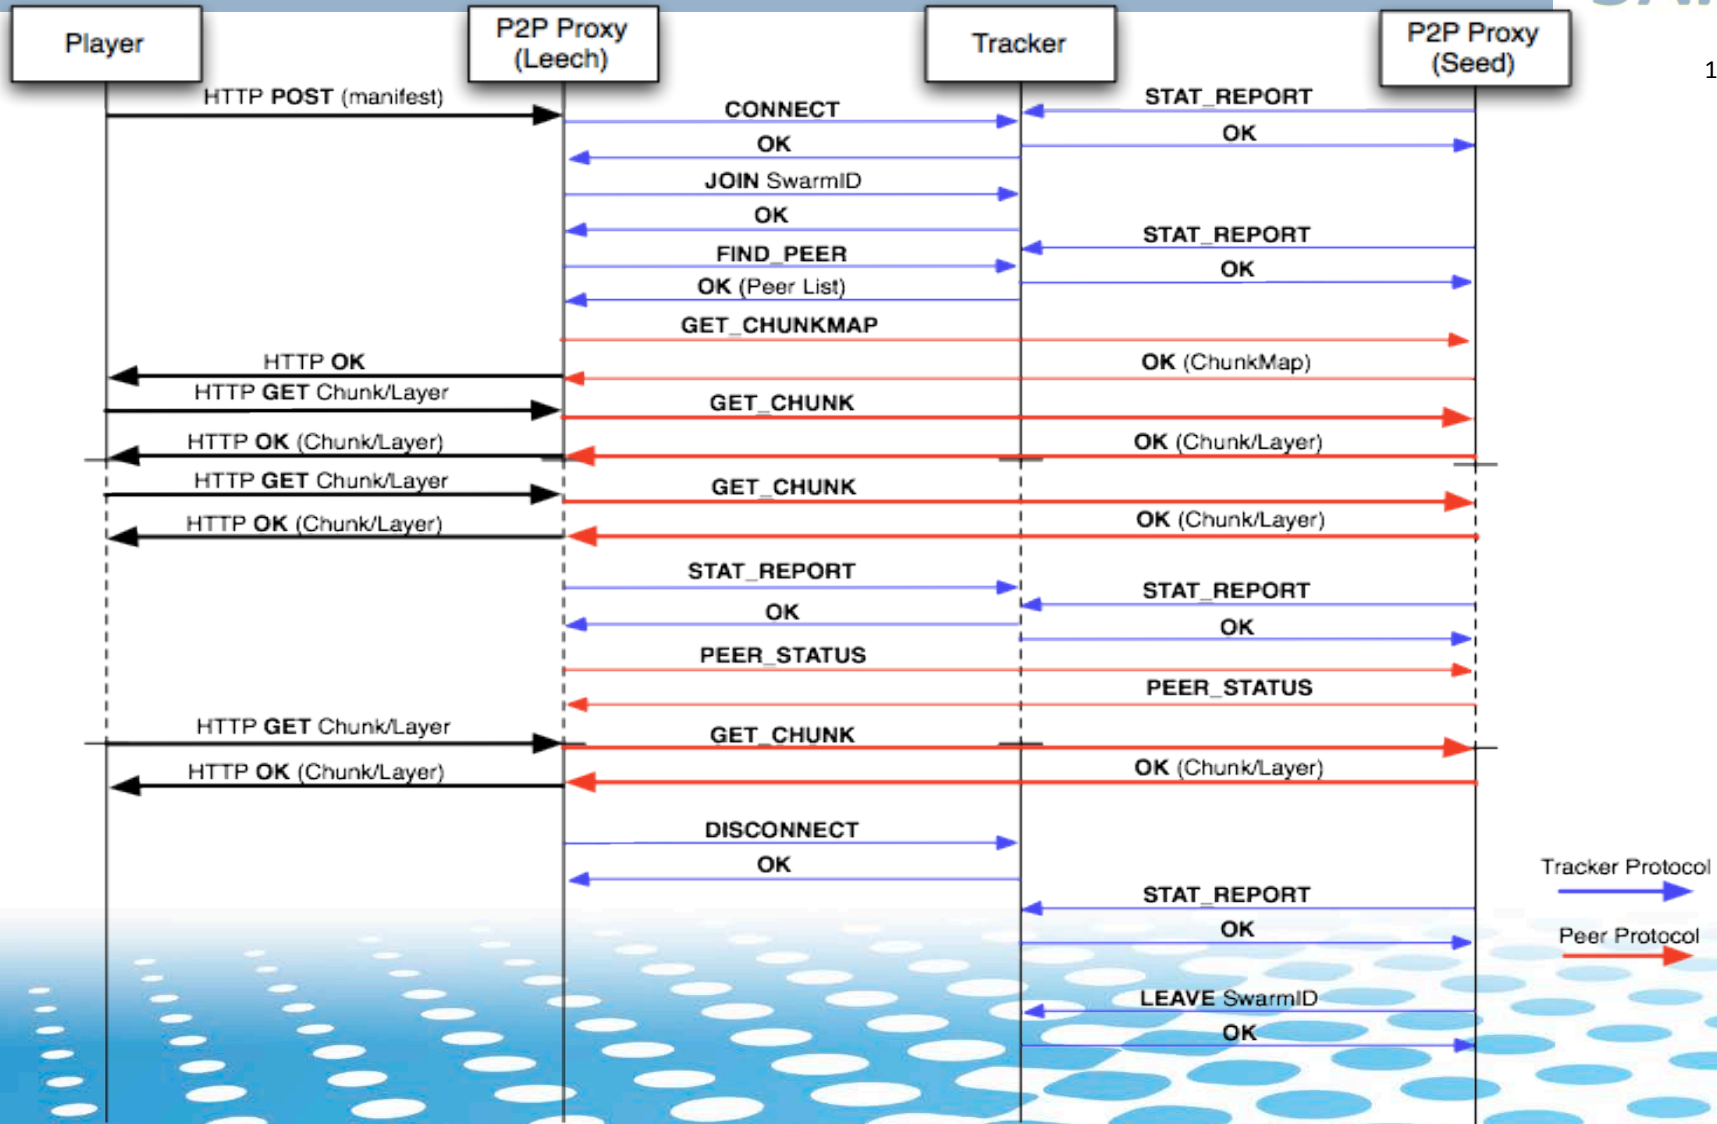 Player
P2P Proxy
(Leech)
Tracker
P2P Proxy
(Seed)
1
HTTP POST (manifest)
CONNECT
STAT_REPORT
OK
OK
JOIN SwarmID
OK
STAT_REPORT
FIND_PEER
OK
OK (Peer List)
GET_CHUNKMAP
HTTP OK
OK (ChunkMap)
HTTP GET Chunk/Layer
GET_CHUNK
HTTP OK (Chunk/Layer)
OK (Chunk/Layer)
HTTP GET Chunk/Layer
GET_CHUNK
HTTP OK (Chunk/Layer)
OK (Chunk/Layer)
STAT_REPORT
STAT_REPORT
OK
OK
PEER_STATUS
PEER_STATUS
HTTP GET Chunk/Layer
GET_CHUNK
HTTP OK (Chunk/Layer)
OK (Chunk/Layer)
DISCONNECT
OK
Tracker Protocol
STAT_REPORT
OK
Peer Protocol
LEAVE SwarmID
OK